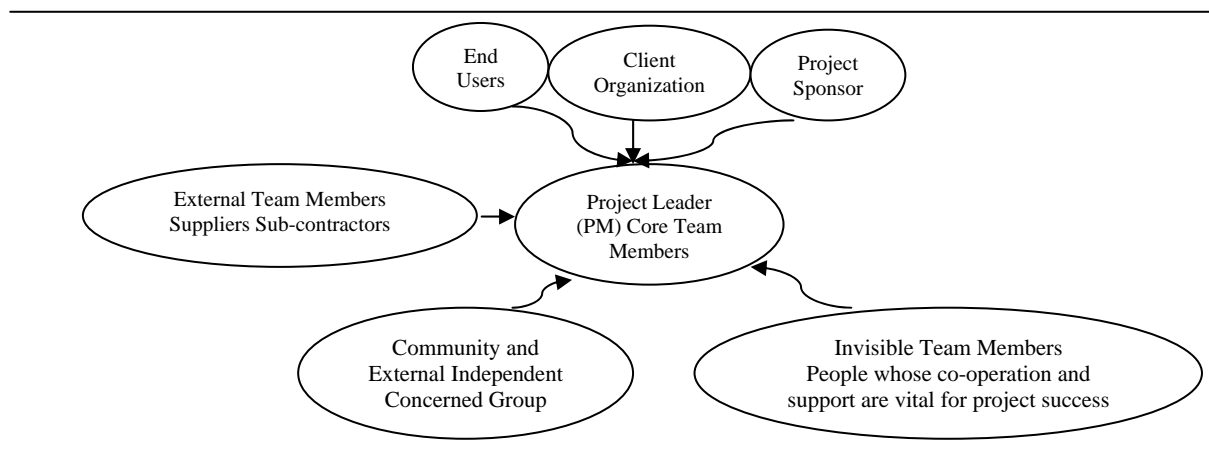 End
Users
Client
Organization
Project
Sponsor
External Team Members
Suppliers Sub-contractors
Project Leader
(PM) Core Team
Members
Community and
External Independent
Concerned Group
Invisible Team Members
People whose co-operation and
support are vital for project success